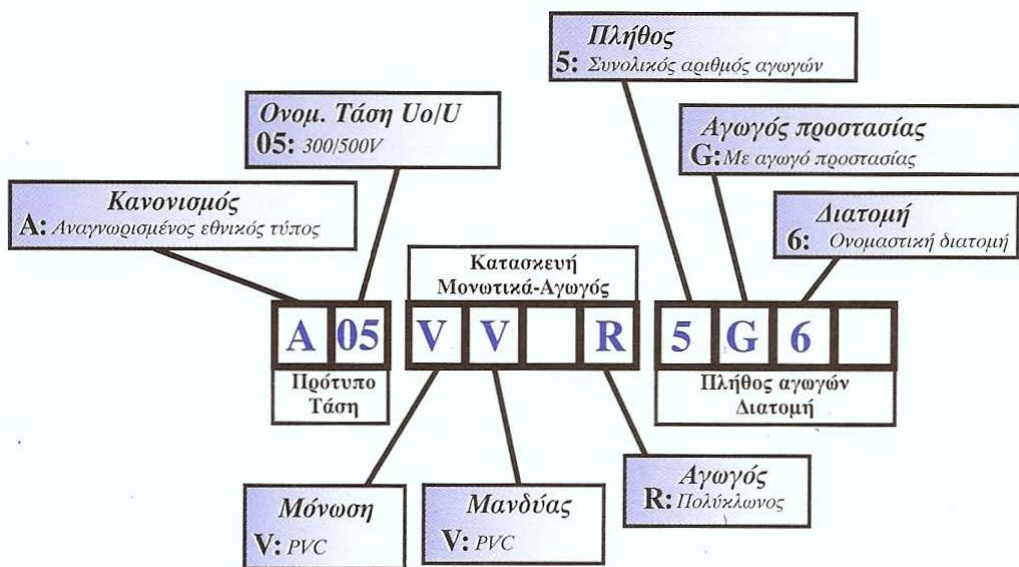 Πλήθος
5: Συνολικός αριθμός αγωγών
Ονομ. Τάση Uo/U
05: 300/500V
Αγωγός προστασίας
G: Με αγωγό προστασίας
Κανονισμός
A: Αναγνωρισμένος εθνικός τύπος
Διατομή
6: Ονομαστική διατομή
Κατασκευή
Μονωτικά-Αγωγός
A 05 V V R 5 G 6
Πρότυπο
Τάση
Πλήθος αγωγών
Διατομή
Μόνωση
V: PVC
Μανδύας
V: PVC
Αγωγός
R: Πολύκλωνος